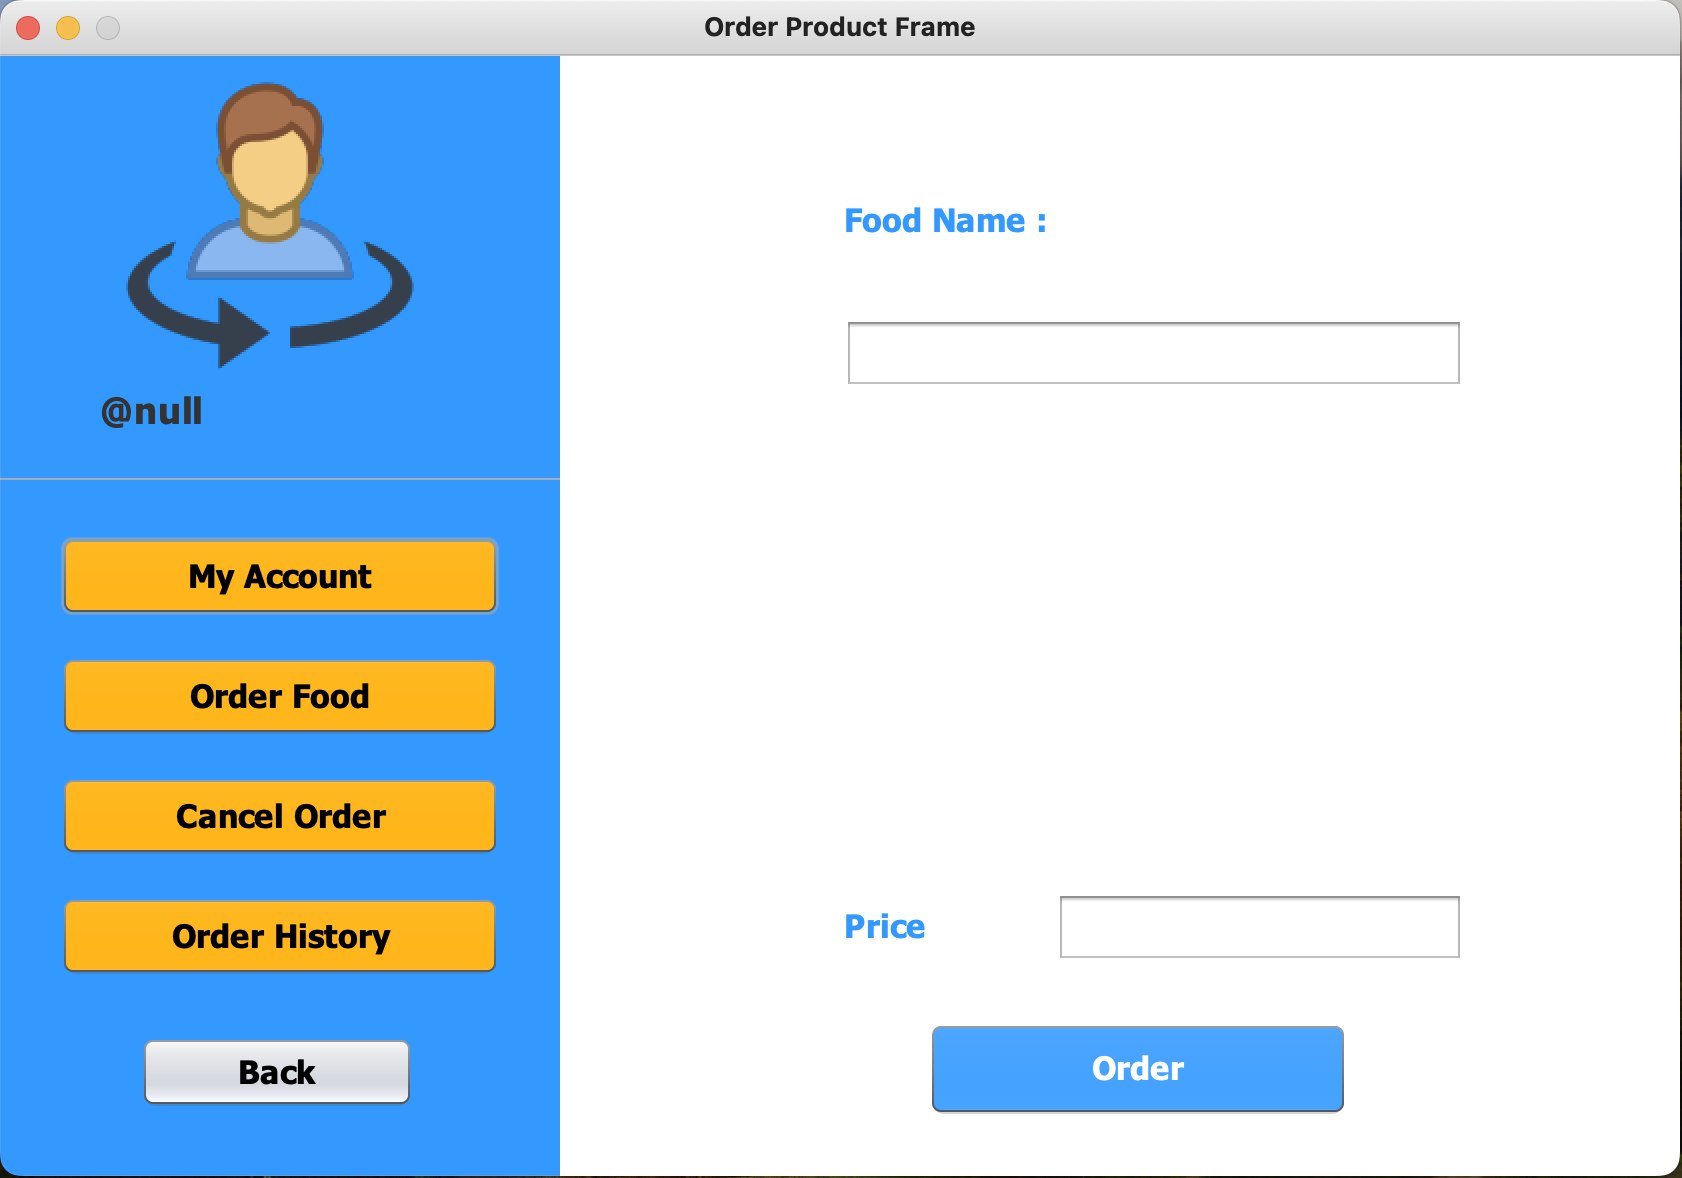 Order Product Frame
@null
My Account
Order Food
Cancel Order
Order History
Back
Food Name :
Price
Order